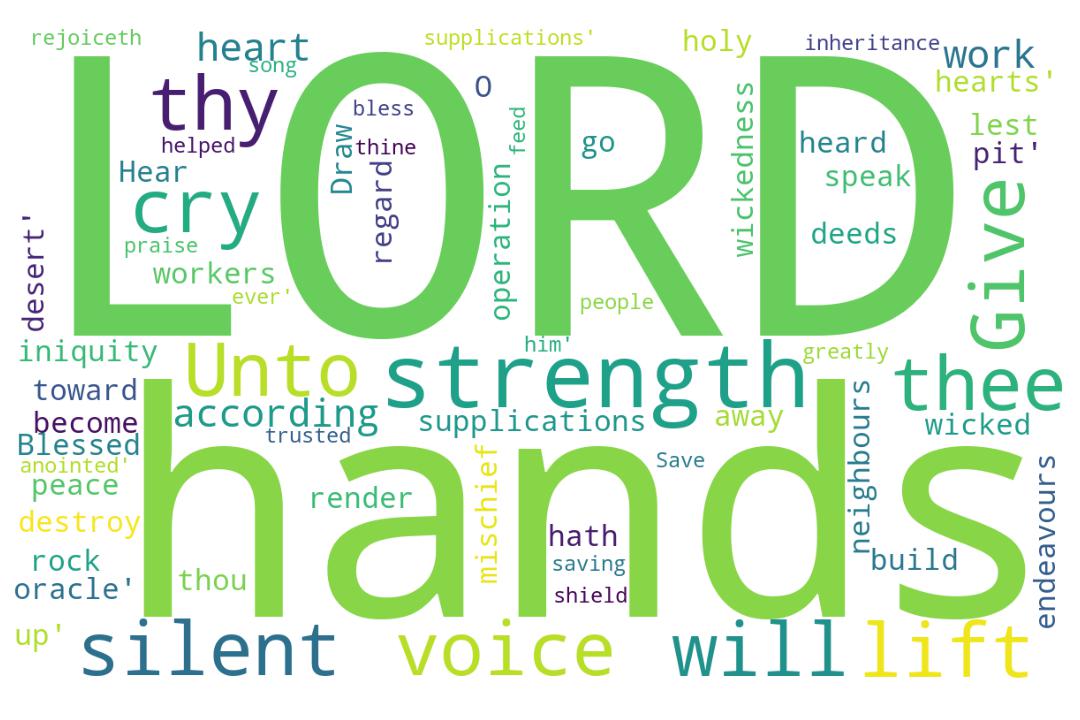 rejoiceth
heart
song
supplications'
holy
inheritance
work
hearts'
LORD
thy
helped
Hear
cry
praise
workers
ever'
desert'
O
bless
Draw
thine
regard
feed
operation
go
people
wickedness
heard
speak
deeds
lest
pit'
Give
iniquity
Unto
him'
strength
greatly
thee
toward
become
Blessed
according
trusted
supplications
away
wicked
anointed'
peace
destroy
rock
oracle'
hands
thou
render
mischief
Save
hath
saving
shield
neighbours
build
endeavours
up'
silent
voice
will
lift